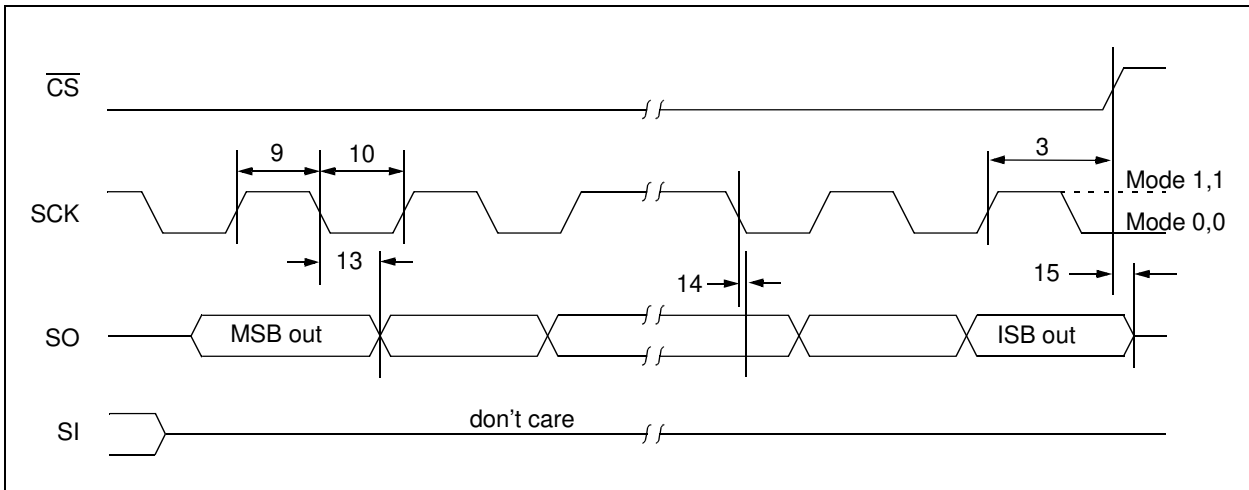 CS
9
10
3
SCK
Mode 1,1
Mode 0,0
13
14
15
SO
MSB out
ISB out
SI
don't care